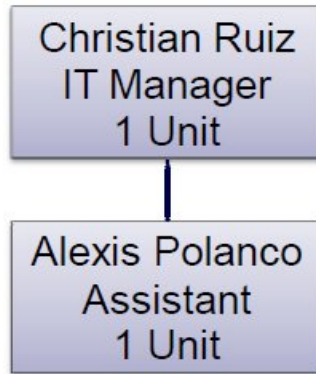 Christian Ruiz
IT Manager
1 Unit
Alexis Polanco
Assistant
1 Unit